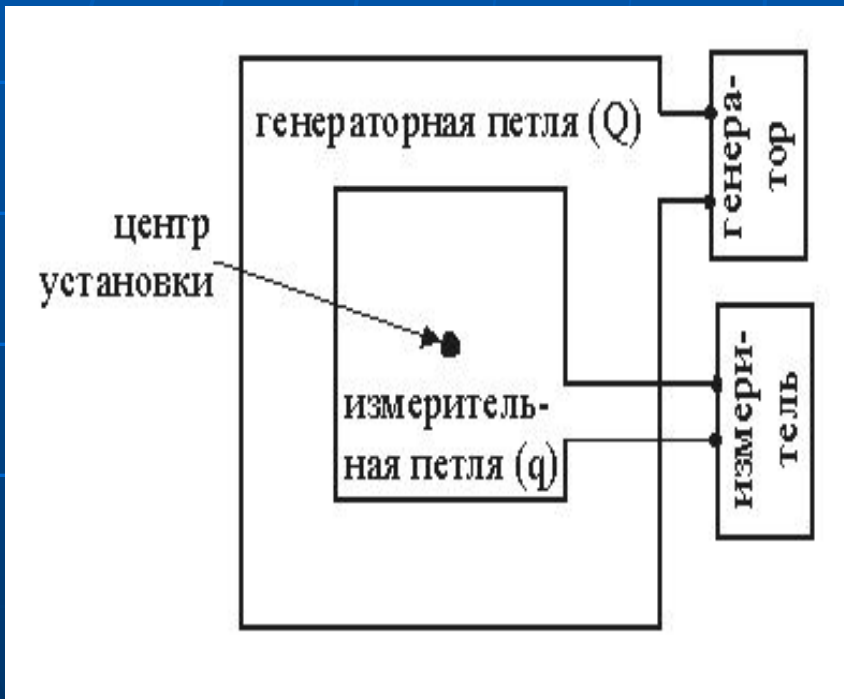 генераторная петля (Q)
генера-
тор
центр
установки
измеритель-
ная петля (q)
измери-
тель